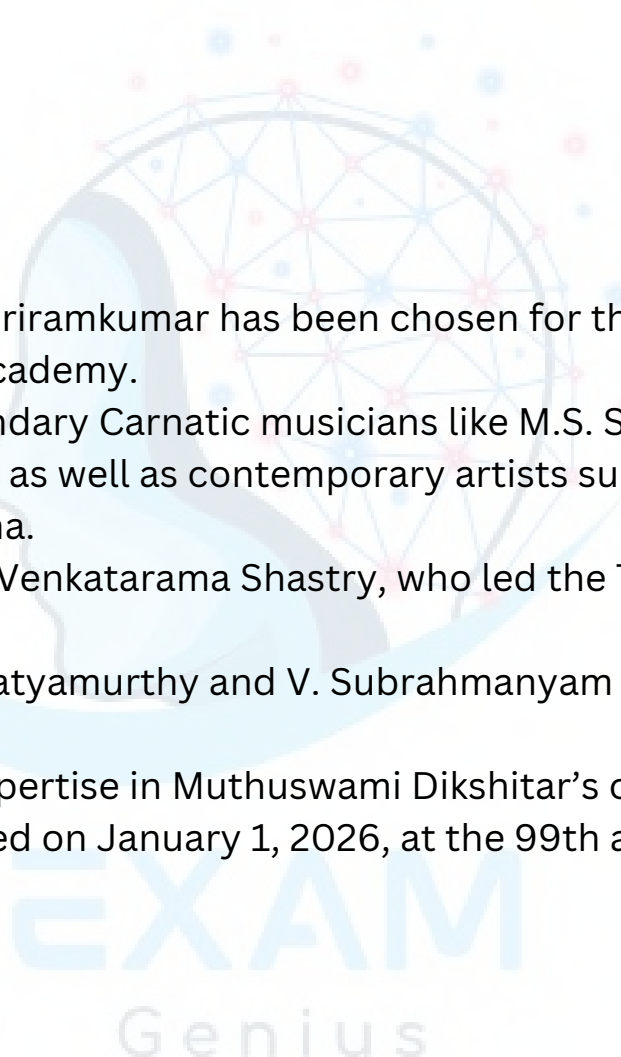 riramkumar has been chosen for th
cademy.
ndary Carnatic musicians like M.S. S
as well as contemporary artists su
na.
Venkatarama Shastry, who led the T
atyamurthy and V. Subrahmanyam
pertise in Muthuswami Dikshitar’s c
ed on January 1, 2026, at the 99th a
EXAM
Genius